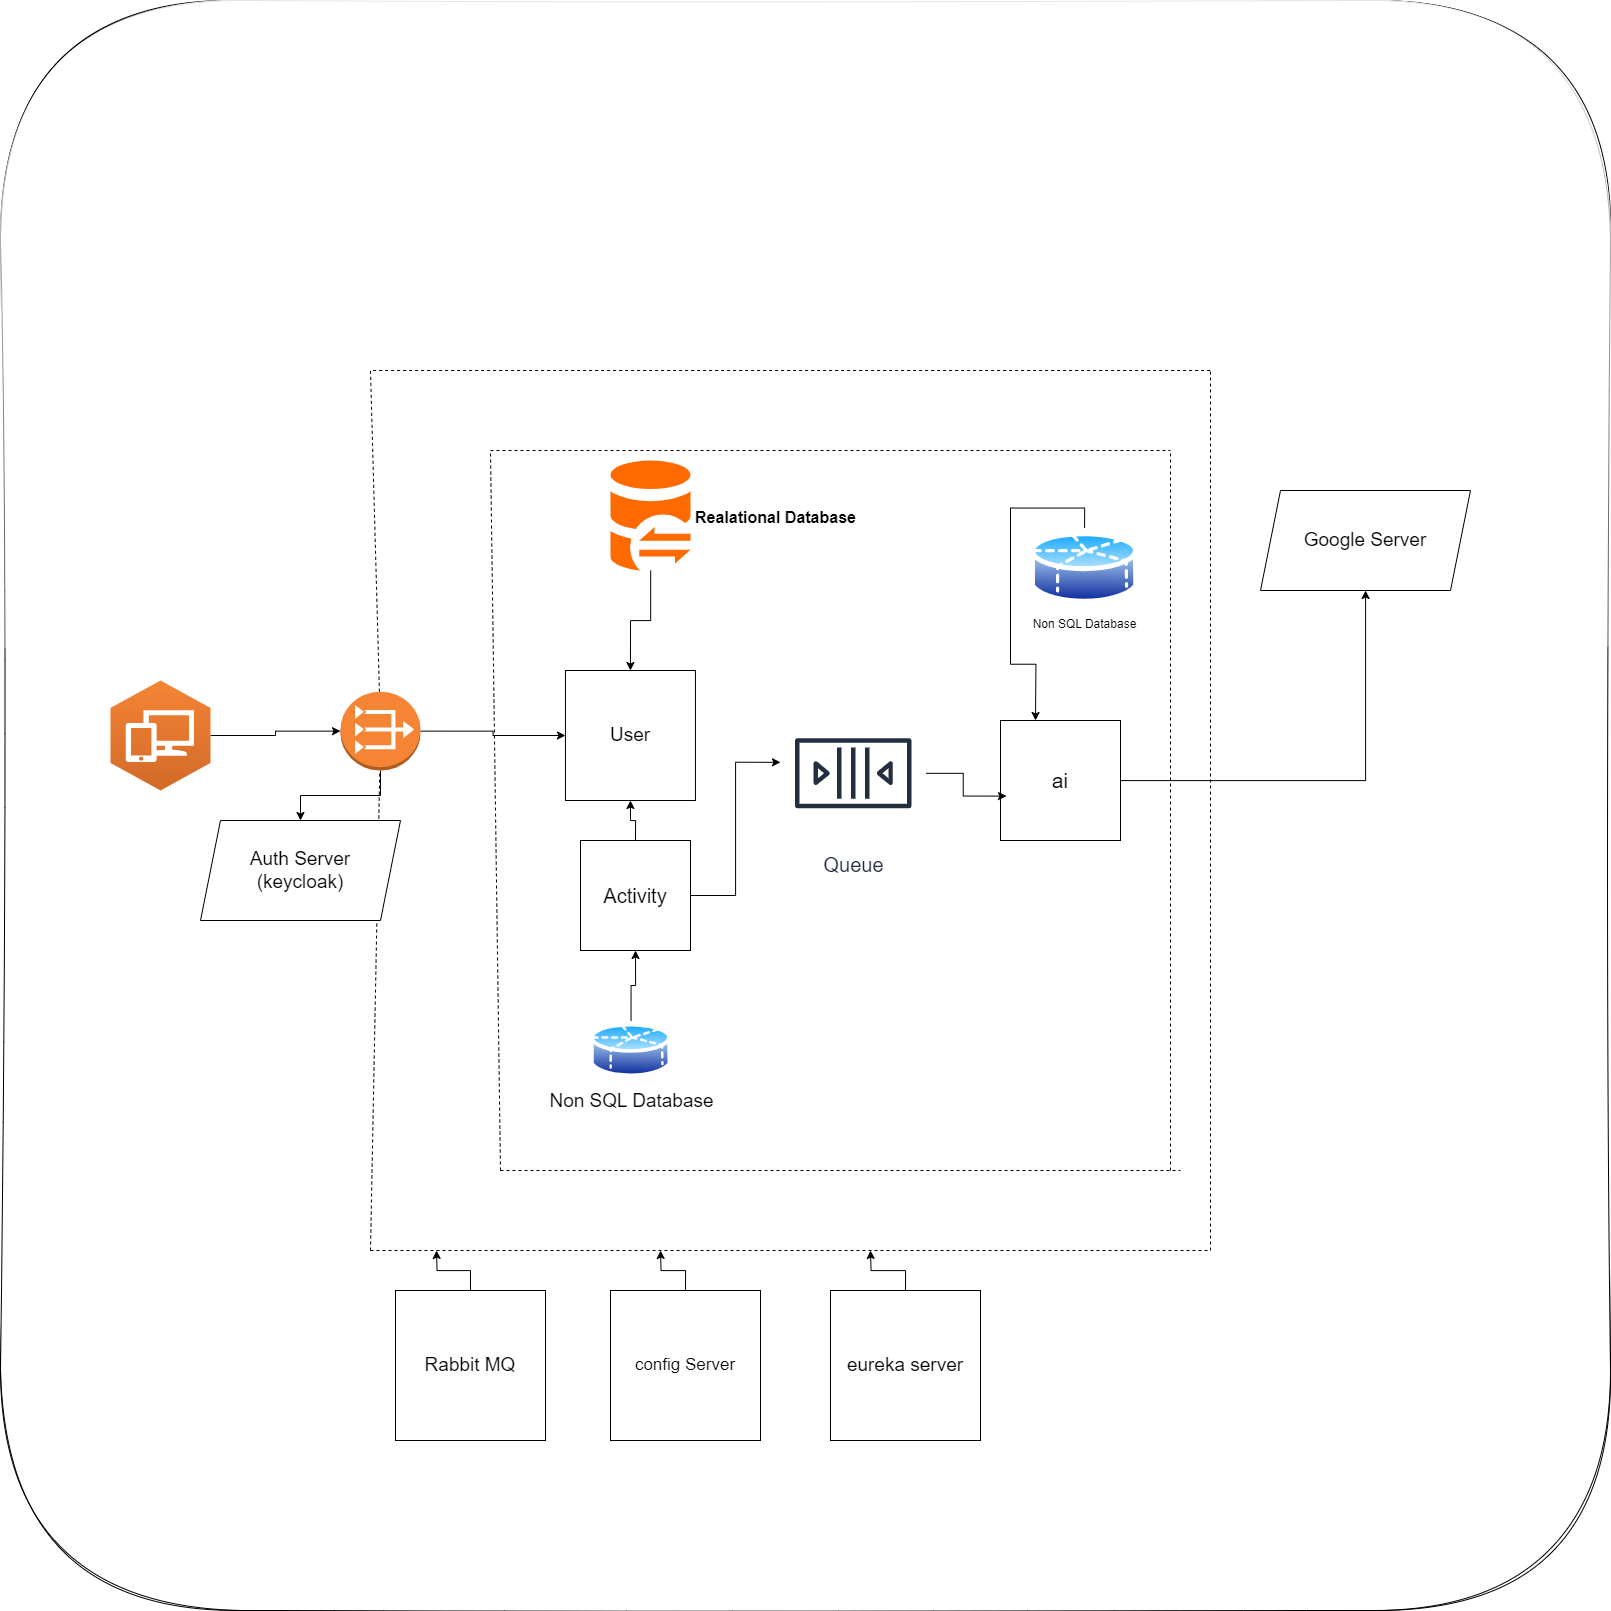 Realational Database
Google Server
Non SQL Database
User
ai
Queue
Auth Server
(keycloak)
Activity
Non SQL Database
Rabbit MQ
config Server
eureka server